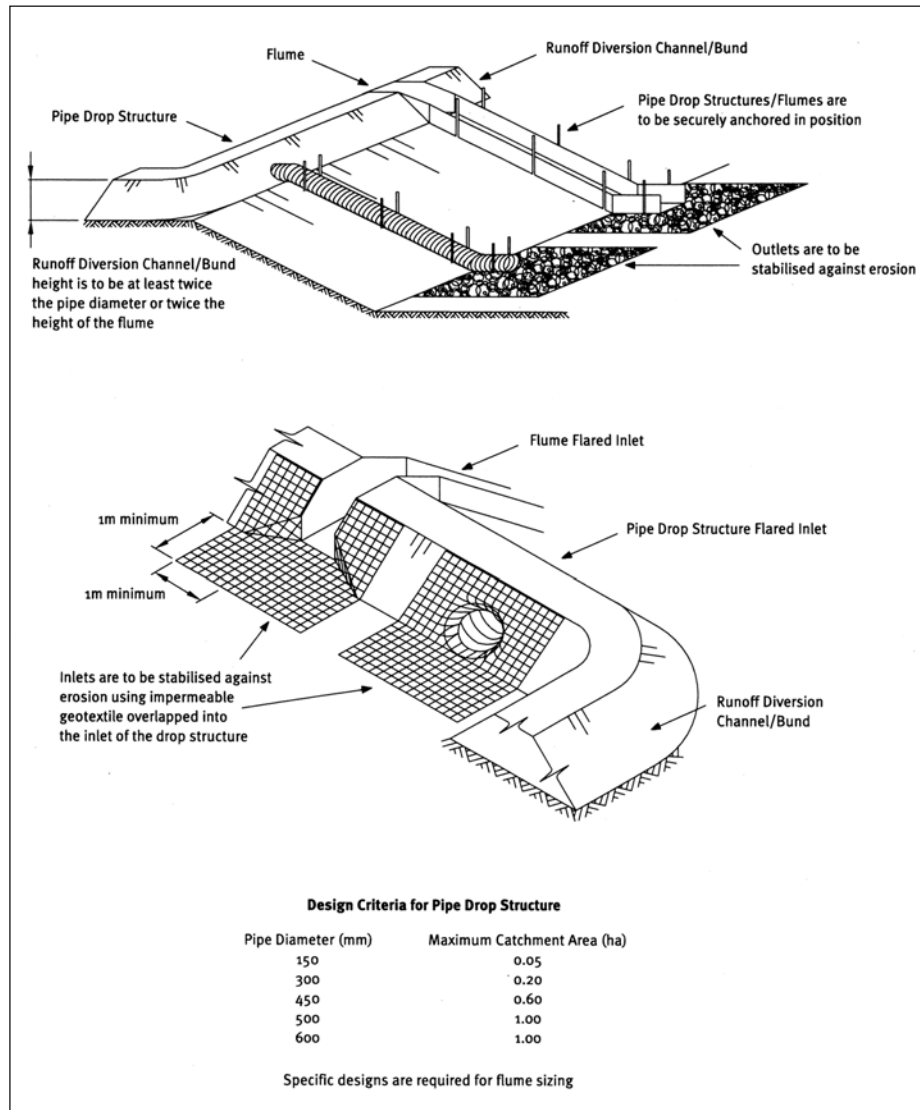 Flume
Runoff Diversion Channel/Bund
Pipe Drop Structure
Pipe Drop Structures/Flumes are
to be securely anchored in position
Runoff Diversion Channel/Bund
height is to be at least twice
the pipe diameter or twice the
height of the flume
Outlets are to be
stabilised against erosion
Flume Flared Inlet
1m minimum
Pipe Drop Structure Flared Inlet
1m minimum
Inlets are to be stabilised against
erosion using impermeable
geotextile overlapped into
the inlet of the drop structure
Runoff Diversion
Channel/Bund
Design Criteria for Pipe Drop Structure
Pipe Diameter (mm) Maximum Catchment Area (ha)
150 0.05
300 0.20
450 0.60
500 1.00
600 1.00
Specific designs are required for flume sizing